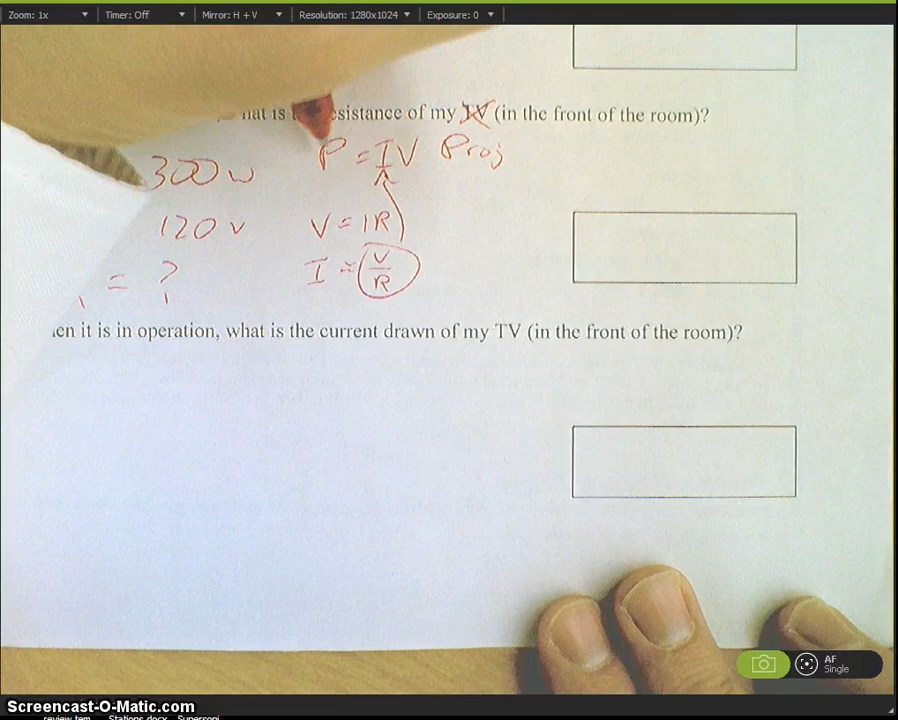 Zoom: 1x Timer: Off Mirror: H + V Resolution: 1280x1024 Exposure: 0
hat is esistance of my TV (in the front of the room)?
300 w P = IV Proj
120 v V = IR
= ? I = V/R
en it is in operation, what is the current drawn of my TV (in the front of the room)?
AF
Single
Screencast-O-Matic.com